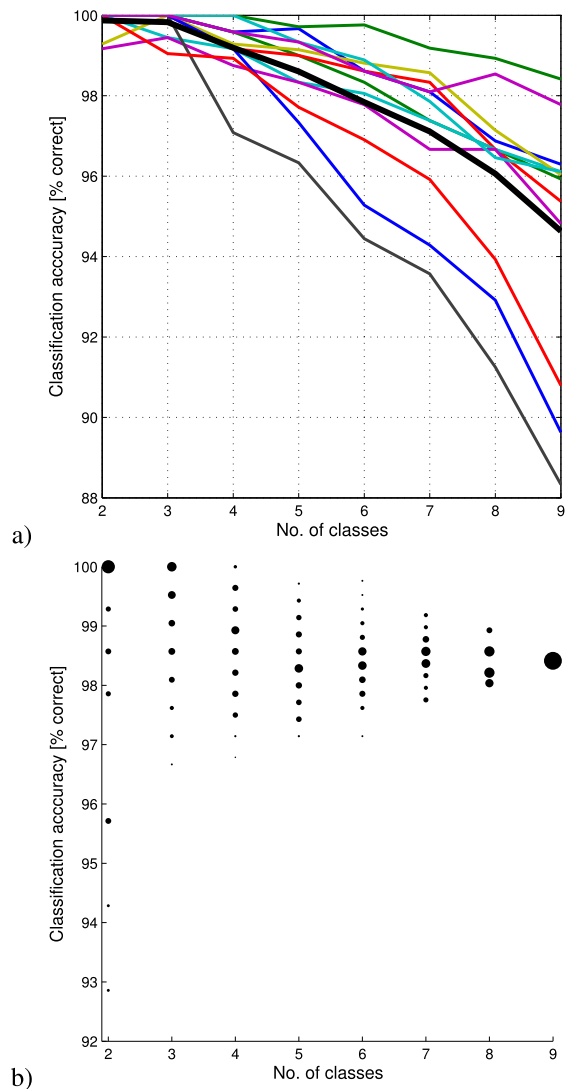 100
98
96
94
92
90
88
Classification acccuracy [% correct]
2 3 4 5 6 7 8 9
No. of classes
a)
100
99
98
97
96
95
94
93
92
Classification acccuracy [% correct]
2 3 4 5 6 7 8 9
No. of classes
b)